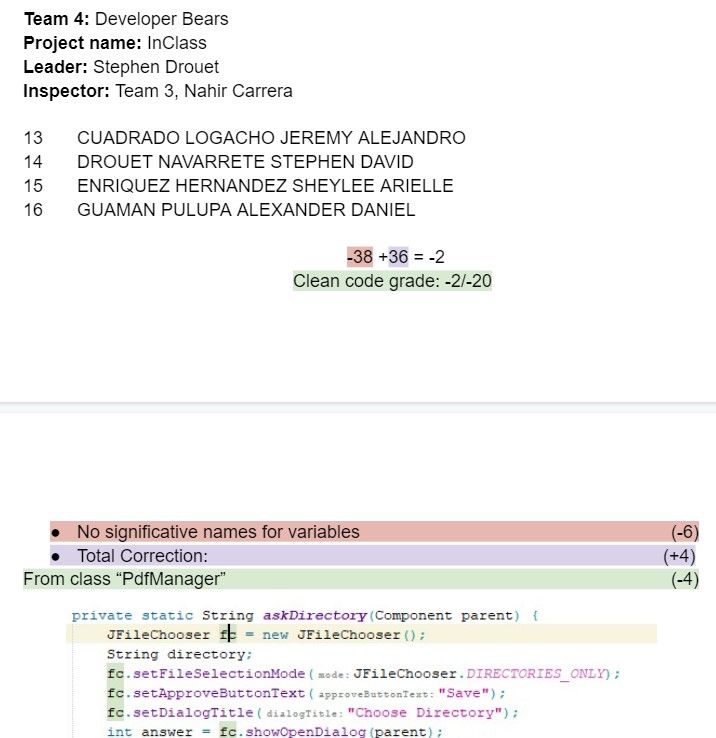 Team 4: Developer Bears
Project name: InClass
Leader: Stephen Drouet
Inspector: Team 3, Nahir Carrera
13 CUADRADO LOGACHO JEREMY ALEJANDRO
14 DROUET NAVARRETE STEPHEN DAVID
15 ENRIQUEZ HERNANDEZ SHEYLEE ARIELLE
16 GUAMAN PULUPA ALEXANDER DANIEL
-38 +36 = -2
Clean code grade: -2/-20
● No significative names for variables (-6)
● Total Correction: (+4)
From class “PdfManager” (-4)
private static String askDirectory(Component parent) {
JFileChooser fc = new JFileChooser();
String directory;
fc.setFileSelectionMode( mode: JFileChooser.DIRECTORIES_ONLY);
fc.setApproveButtonText( approveButtonText: "Save");
fc.setDialogTitle( dialogTitle: "Choose Directory");
int answer = fc.showOpenDialog(parent);